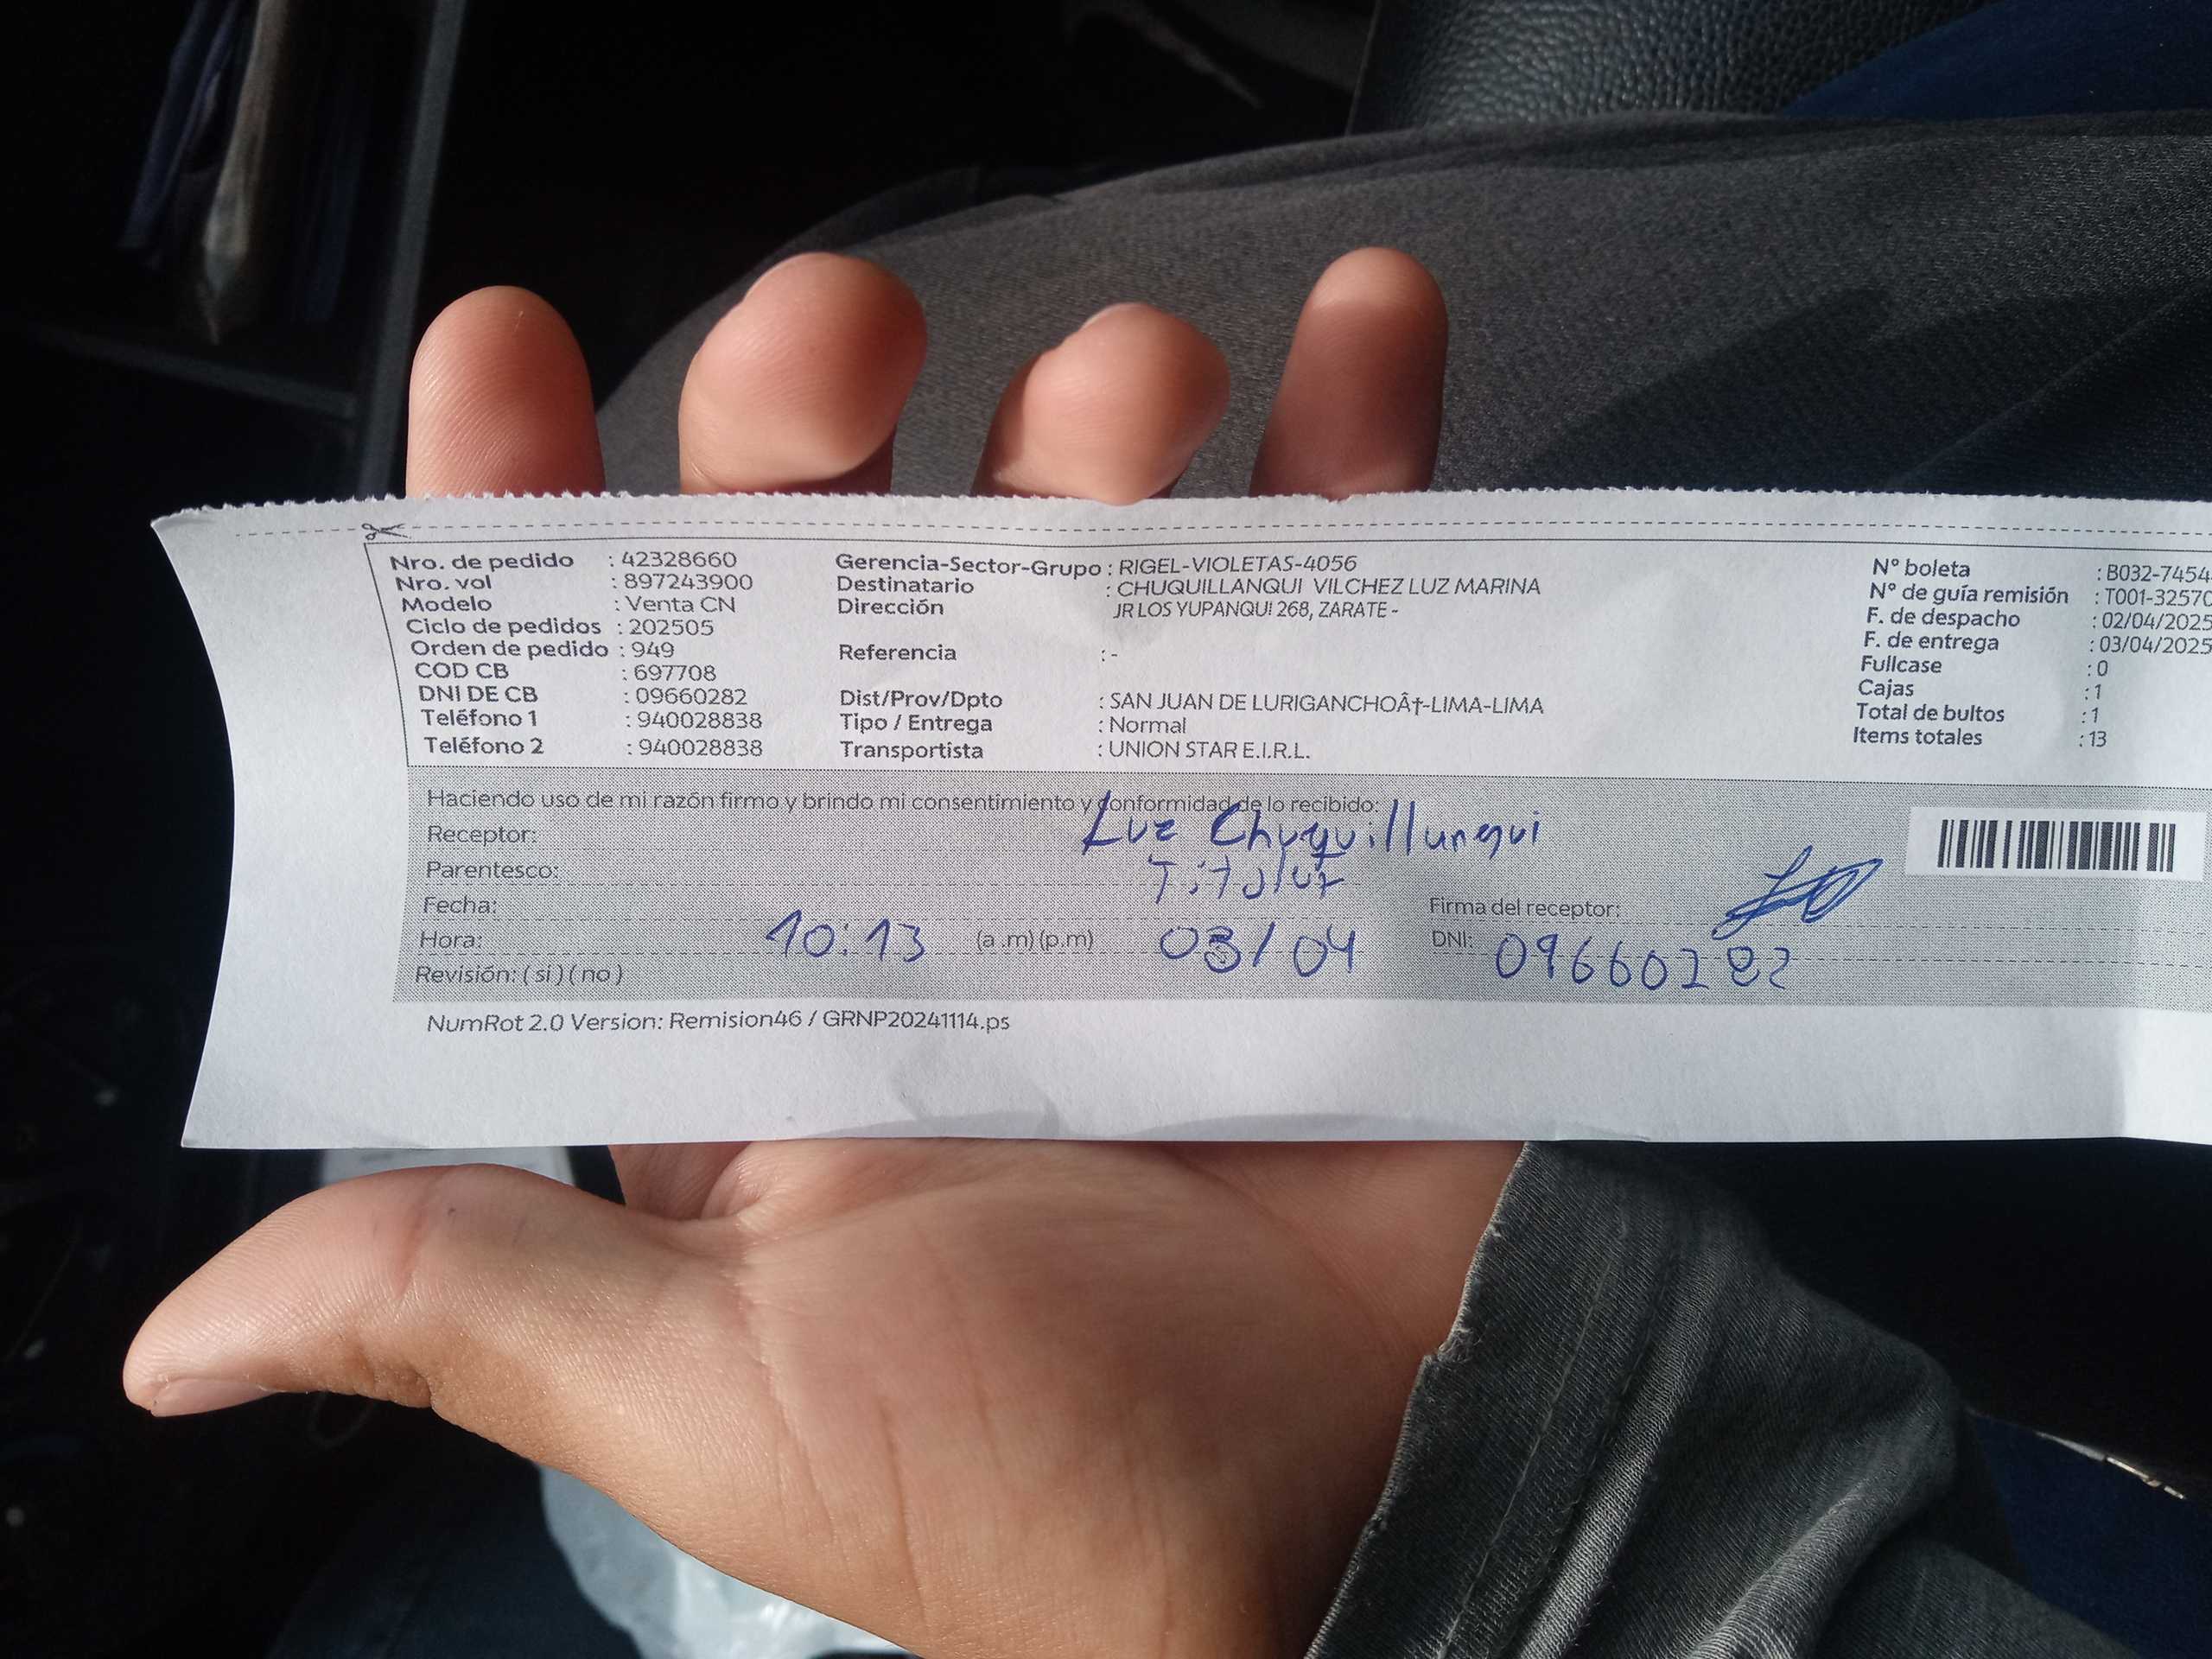 Nro. de pedido : 42328660
Nro. vol : 897243900
Modelo : Venta CN
Ciclo de pedidos : 202505
Orden de pedido : 949
COD CB : 697708
DNI DE CB : 09660282
Teléfono 1 : 940028838
Teléfono 2 : 940028838
Gerencia-Sector-Grupo : RIGEL-VIOLETAS-4056
Destinatario : CHUQUILLANQUI VILCHEZ LUZ MARINA
Dirección JR LOS YUPANQUI 268, ZARATE -
Referencia : -
Dist/Prov/Dpto : SAN JUAN DE LURIGANCHOÂ†-LIMA-LIMA
Tipo / Entrega : Normal
Transportista : UNION STAR E.I.R.L.
N° boleta : B032-7454
N° de guía remisión : T001-32570
F. de despacho : 02/04/2025
F. de entrega : 03/04/2025
Fullcase : 0
Cajas : 1
Total de bultos : 1
Items totales : 13
Haciendo uso de mi razón firmo y brindo mi consentimiento y conformidad de lo recibido:
Receptor: Luz Chuquillanqui
Parentesco: Titular
Fecha: Firma del receptor:
Hora: 10:13 (a .m) (p.m) 03/04 DNI: 09660282
Revisión: ( si ) ( no )
NumRot 2.0 Version: Remision46 / GRNP20241114.ps